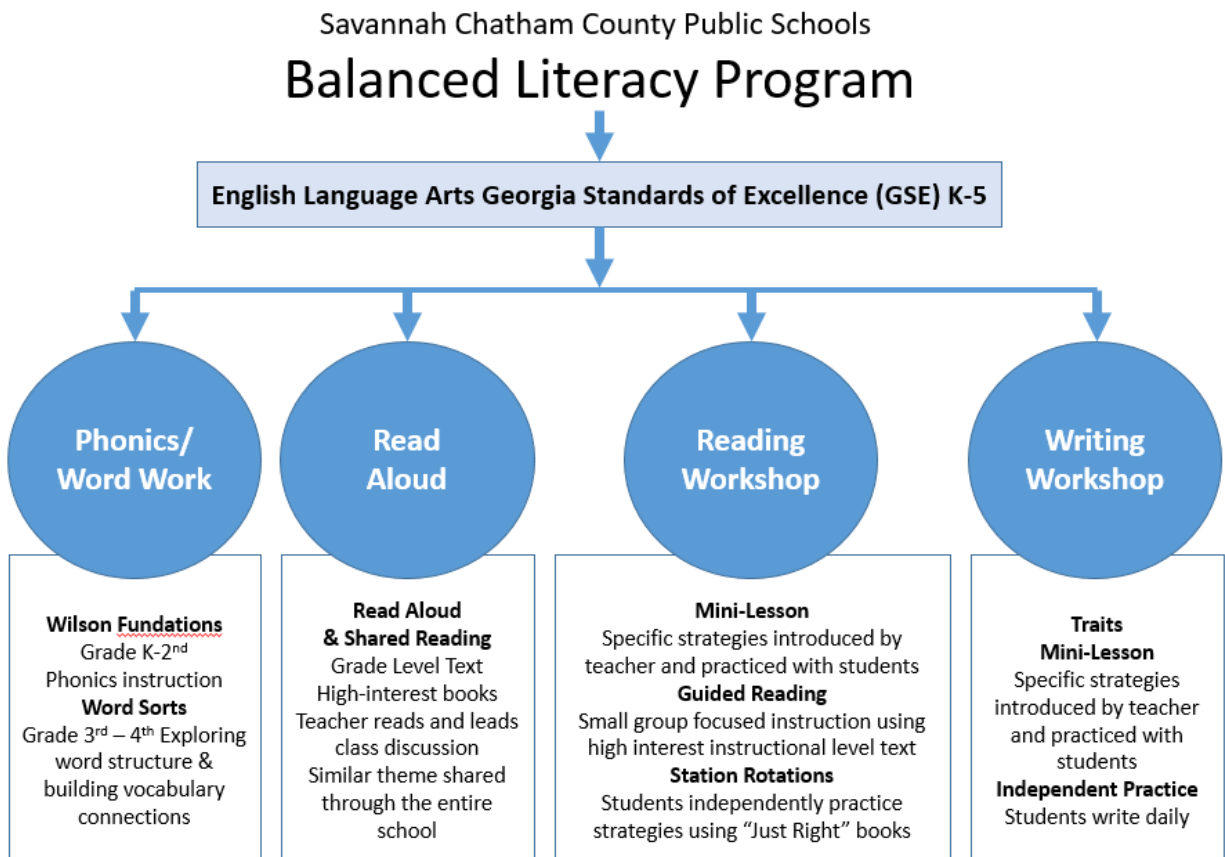 Savannah Chatham County Public Schools
Balanced Literacy Program
English Language Arts Georgia Standards of Excellence (GSE) K-5
Phonics/
Word Work
Wilson Fundations
Grade K-2nd
Phonics instruction
Word Sorts
Grade 3rd – 4th Exploring
word structure &
building vocabulary
connections
Read
Aloud
Read Aloud
& Shared Reading
Grade Level Text
High-interest books
Teacher reads and leads
class discussion
Similar theme shared
through the entire
school
Reading
Workshop
Mini-Lesson
Specific strategies introduced by
teacher and practiced with students
Guided Reading
Small group focused instruction using
high interest instructional level text
Station Rotations
Students independently practice
strategies using “Just Right” books
Writing
Workshop
Traits
Mini-Lesson
Specific strategies
introduced by teacher
and practiced with
students
Independent Practice
Students write daily